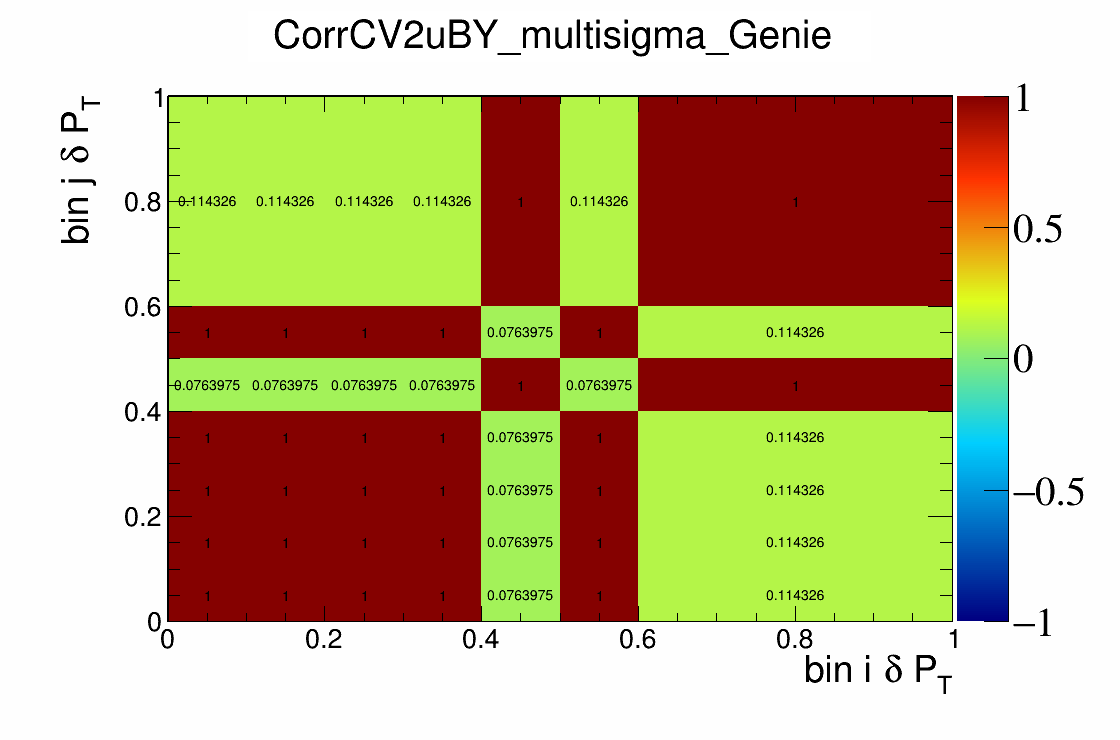 CorrCV2uBY_multisigma_Genie
bin j δ P_T
1
0.8
0.6
0.4
0.2
0
0.114326 0.114326 0.114326 0.114326 1 0.114326 1
1 1 1 1 0.0763975 1 0.114326
0.0763975 0.0763975 0.0763975 0.0763975 1 0.0763975 1
1 1 1 1 0.0763975 1 0.114326
1 1 1 1 0.0763975 1 0.114326
1 1 1 1 0.0763975 1 0.114326
1 1 1 1 0.0763975 1 0.114326
0 0.2 0.4 0.6 0.8 1
bin i δ P_T
1
0.5
0
−0.5
−1